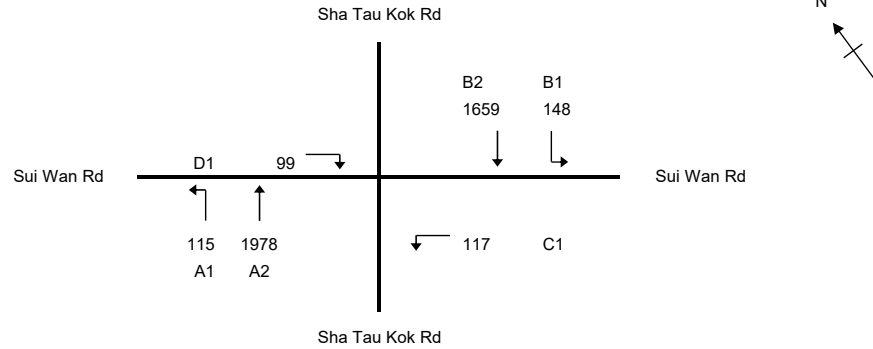 N
Sha Tau Kok Rd
B2 B1
1659 148
D1 99
Sui Wan Rd Sui Wan Rd
115 1978 117 C1
A1 A2
Sha Tau Kok Rd